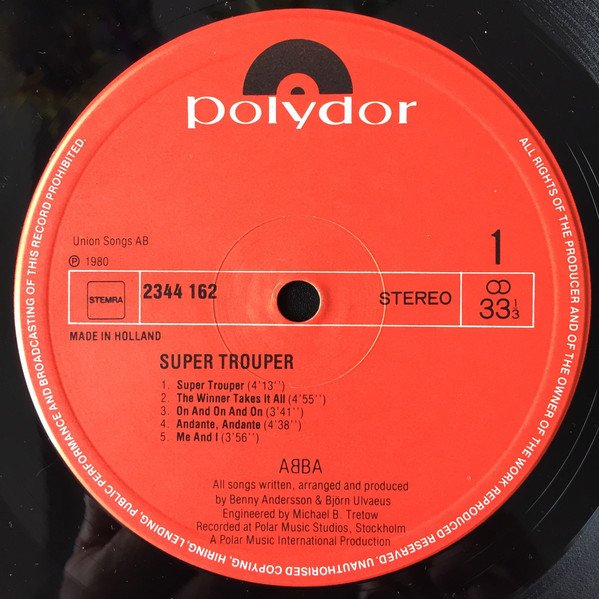 polydor
Union Songs AB
℗ 1980
1
STEMRA
2344 162
STEREO
33 1/3
MADE IN HOLLAND
SUPER TROUPER
1. Super Trouper (4'13'')
2. The Winner Takes It All (4'55'')
3. On And On And On (3'41'')
4. Andante, Andante (4'38'')
5. Me And I (3'56'')
AᗺBA
All songs written, arranged and produced
by Benny Andersson & Björn Ulvaeus
Engineered by Michael B. Tretow
Recorded at Polar Music Studios, Stockholm
A Polar Music International Production
ALL RIGHTS OF THE PRODUCER AND OF THE OWNER OF THE WORK REPRODUCED RESERVED. UNAUTHORISED COPYING, HIRING, LENDING, PUBLIC PERFORMANCE AND BROADCASTING OF THIS RECORD PROHIBITED.